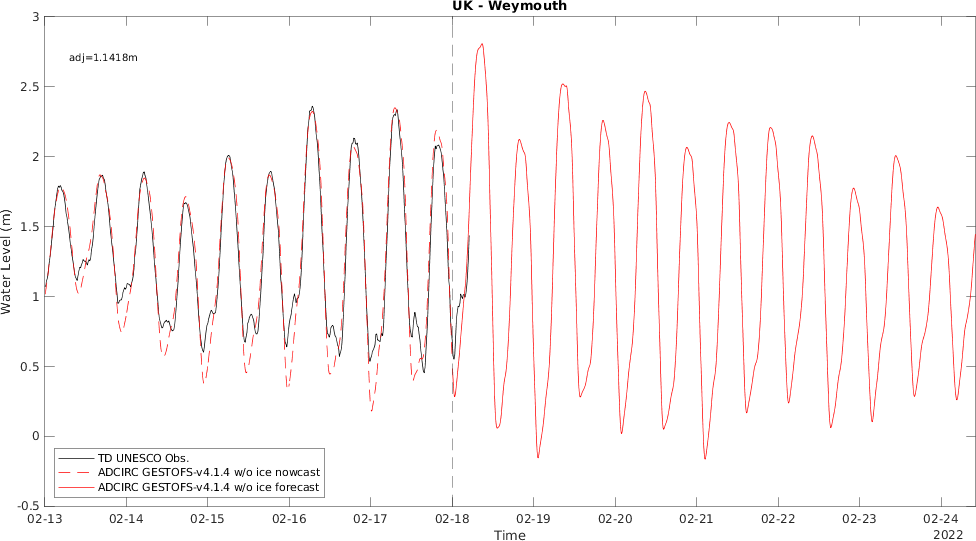 UK - Weymouth
adj=1.1418m
Water Level (m)
3
2.5
2
1.5
1
0.5
0
-0.5
TD UNESCO Obs.
ADCIRC GESTOFS-v4.1.4 w/o ice nowcast
ADCIRC GESTOFS-v4.1.4 w/o ice forecast
02-13 02-14 02-15 02-16 02-17 02-18 02-19 02-20 02-21 02-22 02-23 02-24
2022
Time